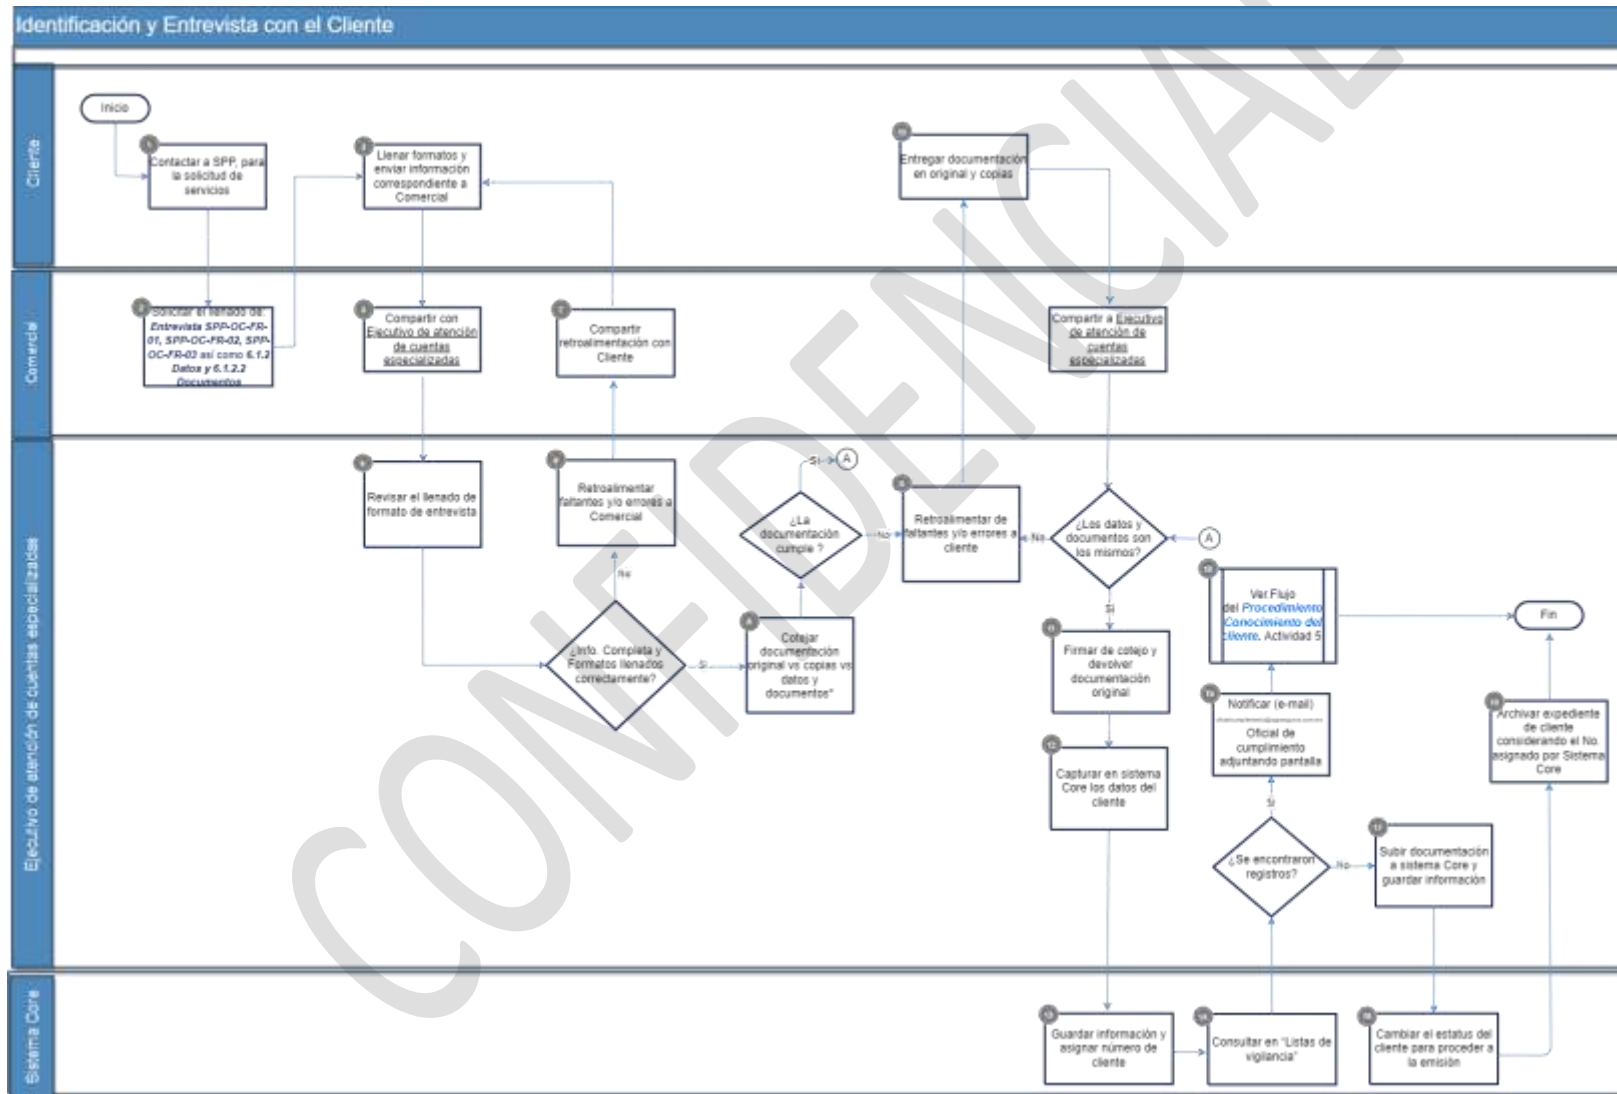 Identificación y Entrevista con el Cliente
Cliente
Inicio
Contactar a SPP, para
la solicitud de
servicios
Llenar formatos y
enviar información
correspondiente a
Comercial
Entregar documentación
en original y copias
Comercial
2
Solicitar el llenado de:
Entrevista SPP-OC-FR-
01, SPP-OC-FR-02, SPP-
OC-FR-03 así como 6.1.2
Datos y 6.1.2.2
Documentos
Compartir con
Ejecutivo de atención
de cuentas
especializadas
Compartir
retroalimentación con
Cliente
Compartir a Ejecutivo
de atención de
cuentas
especializadas
Ejecutivo de atención de cuentas especializadas
Revisar el llenado de
formato de entrevista
Retroalimentar
faltantes y/o errores a
Comercial
No
¿Info. Completa y
Formatos llenados
correctamente?
Si
Cotejar
documentación
original vs copias vs
datos y
documentos"
¿La
documentación
cumple ?
Si
A
No
Retroalimentar de
faltantes y/o errores a
cliente
No
¿Los datos y
documentos son
los mismos?
A
Si
11
Firmar de cotejo y
devolver
documentación
original
12
Capturar en sistema
Core los datos del
cliente
Ver Flujo
del Procedimiento
Conocimiento del
cliente. Actividad 5
Notificar (e-mail)
Oficial de
cumplimiento
adjuntando pantalla
Si
¿Se encontraron
registros?
No
17
Subir documentación
a sistema Core y
guardar información
Fin
Archivar expediente
de cliente
considerando el No.
asignado por Sistema
Core
Sistema Core
13
Guardar información y
asignar número de
cliente
14
Consultar en "Listas de
vigilancia"
Cambiar el estatus del
cliente para proceder a
la emisión
CONFIDENCIAL